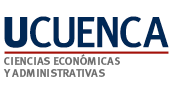 UCUENCA
CIENCIAS ECONÓMICAS
Y ADMINISTRATIVAS